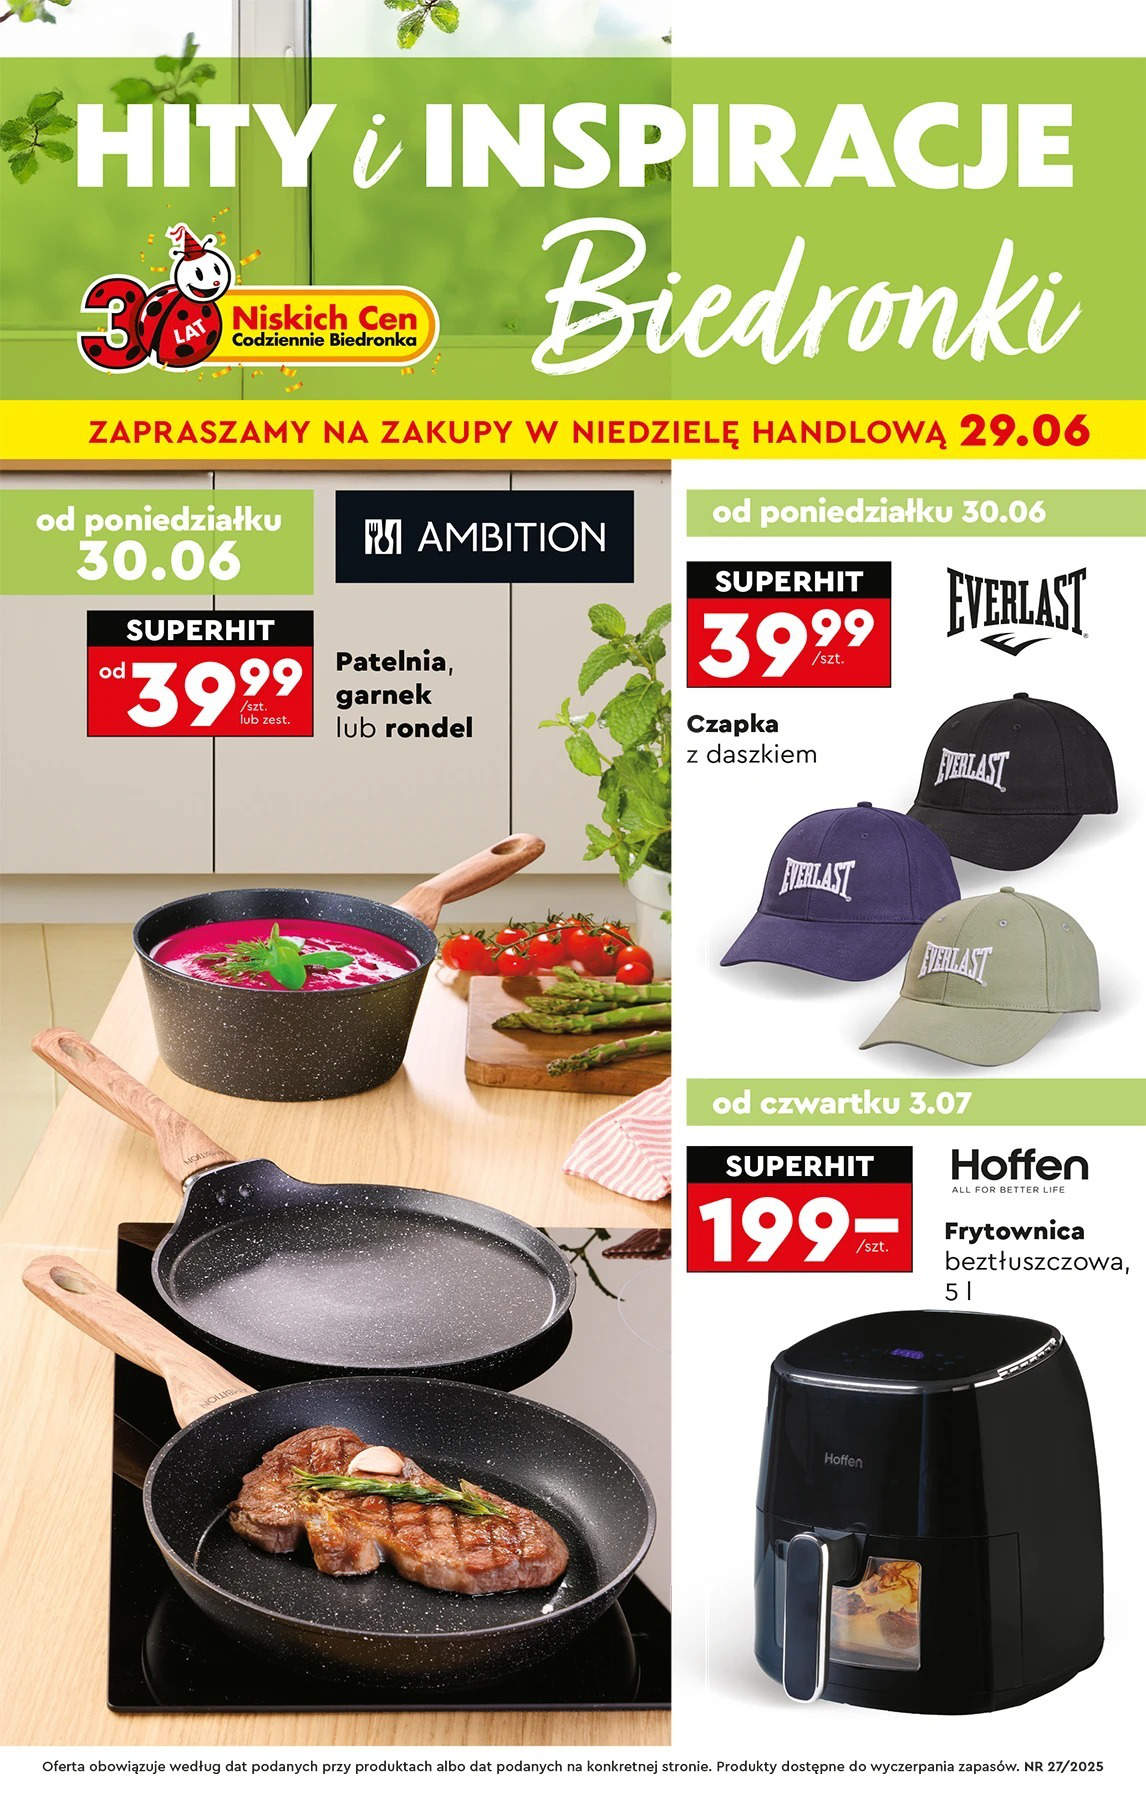 HITY i INSPIRACJE
Biedronki
30 LAT
Niskich Cen
Codziennie Biedronka
ZAPRASZAMY NA ZAKUPY W NIEDZIELĘ HANDLOWĄ 29.06
od poniedziałku
30.06
AMBITION
SUPERHIT
od 39 99
/szt.
lub zest.
Patelnia,
garnek
lub rondel
AMBITION
AMBITION
od poniedziałku 30.06
SUPERHIT
39 99
/szt.
EVERLAST®
Czapka
z daszkiem
EVERLAST
EVERLAST
EVERLAST
od czwartku 3.07
SUPERHIT
199–
/szt.
Hoffen
ALL FOR BETTER LIFE
Frytownica
beztłuszczowa,
5 l
Hoffen
Oferta obowiązuje według dat podanych przy produktach albo dat podanych na konkretnej stronie. Produkty dostępne do wyczerpania zapasów. NR 27/2025